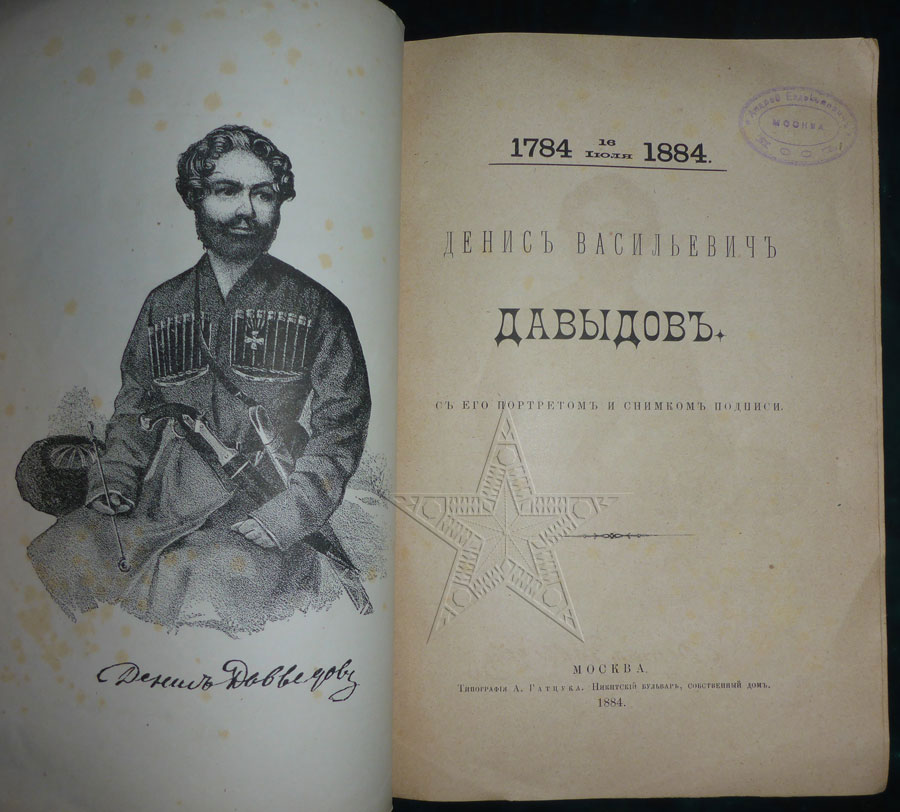 Денисъ Давыдовъ
1784 16 Іюля 1884.
ДЕНИСЪ ВАСИЛЬЕВИЧЪ
ДАВЫДОВЪ.
СЪ ЕГО ПОРТРЕТОМЪ И СНИМКОМЪ ПОДПИСИ.
МОСКВА.
Типографія А. Гатцука. Никитскій бульваръ, собственный домъ.
1884.
Андрей
МОСКВА